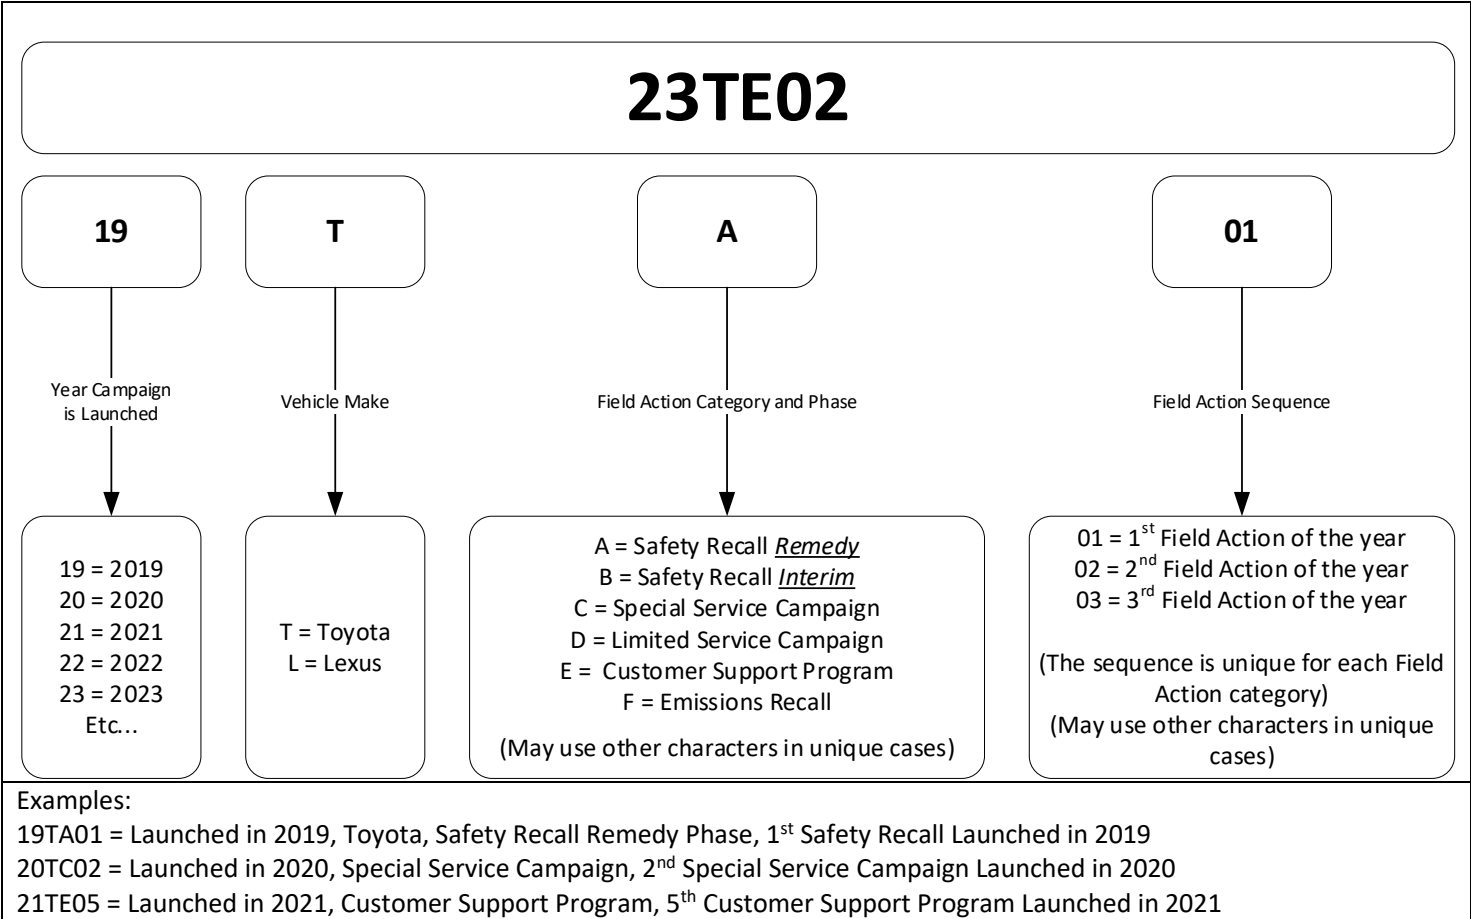 23TE02
19
T
A
01
Year Campaign
is Launched
Vehicle Make
Field Action Category and Phase
Field Action Sequence
19 = 2019
20 = 2020
21 = 2021
22 = 2022
23 = 2023
Etc…
T = Toyota
L = Lexus
A = Safety Recall Remedy
B = Safety Recall Interim
C = Special Service Campaign
D = Limited Service Campaign
E =  Customer Support Program
F = Emissions Recall
(May use other characters in unique cases)
01 = 1st Field Action of the year
02 = 2nd Field Action of the year
03 = 3rd Field Action of the year
(The sequence is unique for each Field
Action category)
(May use other characters in unique
cases)
Examples:
19TA01 = Launched in 2019, Toyota, Safety Recall Remedy Phase, 1st Safety Recall Launched in 2019
20TC02 = Launched in 2020, Special Service Campaign, 2nd Special Service Campaign Launched in 2020
21TE05 = Launched in 2021, Customer Support Program, 5th Customer Support Program Launched in 2021